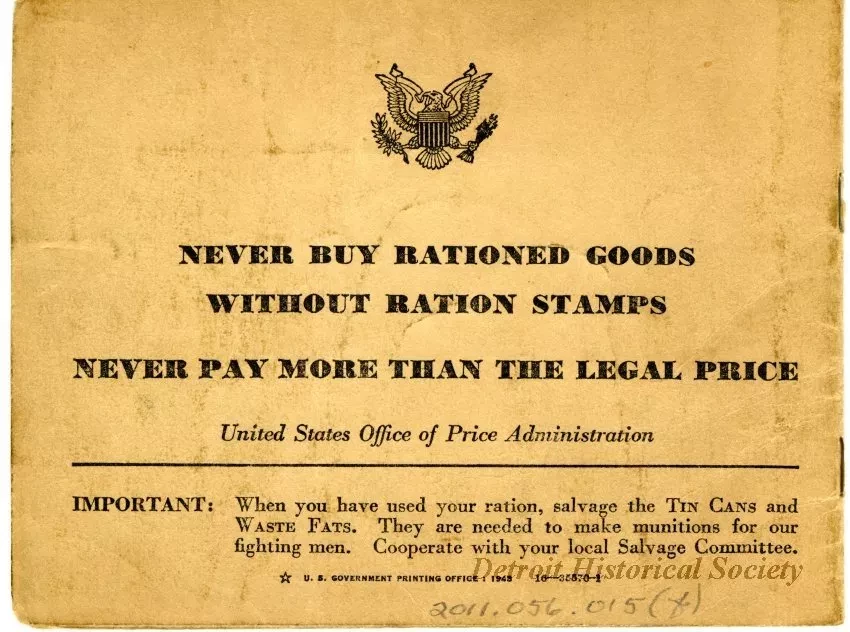 NEVER BUY RATIONED GOODS
WITHOUT RATION STAMPS
NEVER PAY MORE THAN THE LEGAL PRICE
United States Office of Price Administration
IMPORTANT: When you have used your ration, salvage the TIN CANS and
WASTE FATS. They are needed to make munitions for our
fighting men. Cooperate with your local Salvage Committee.
☆ U. S. GOVERNMENT PRINTING OFFICE : 1943 16—35570-1
Detroit Historical Society
2011.056.015